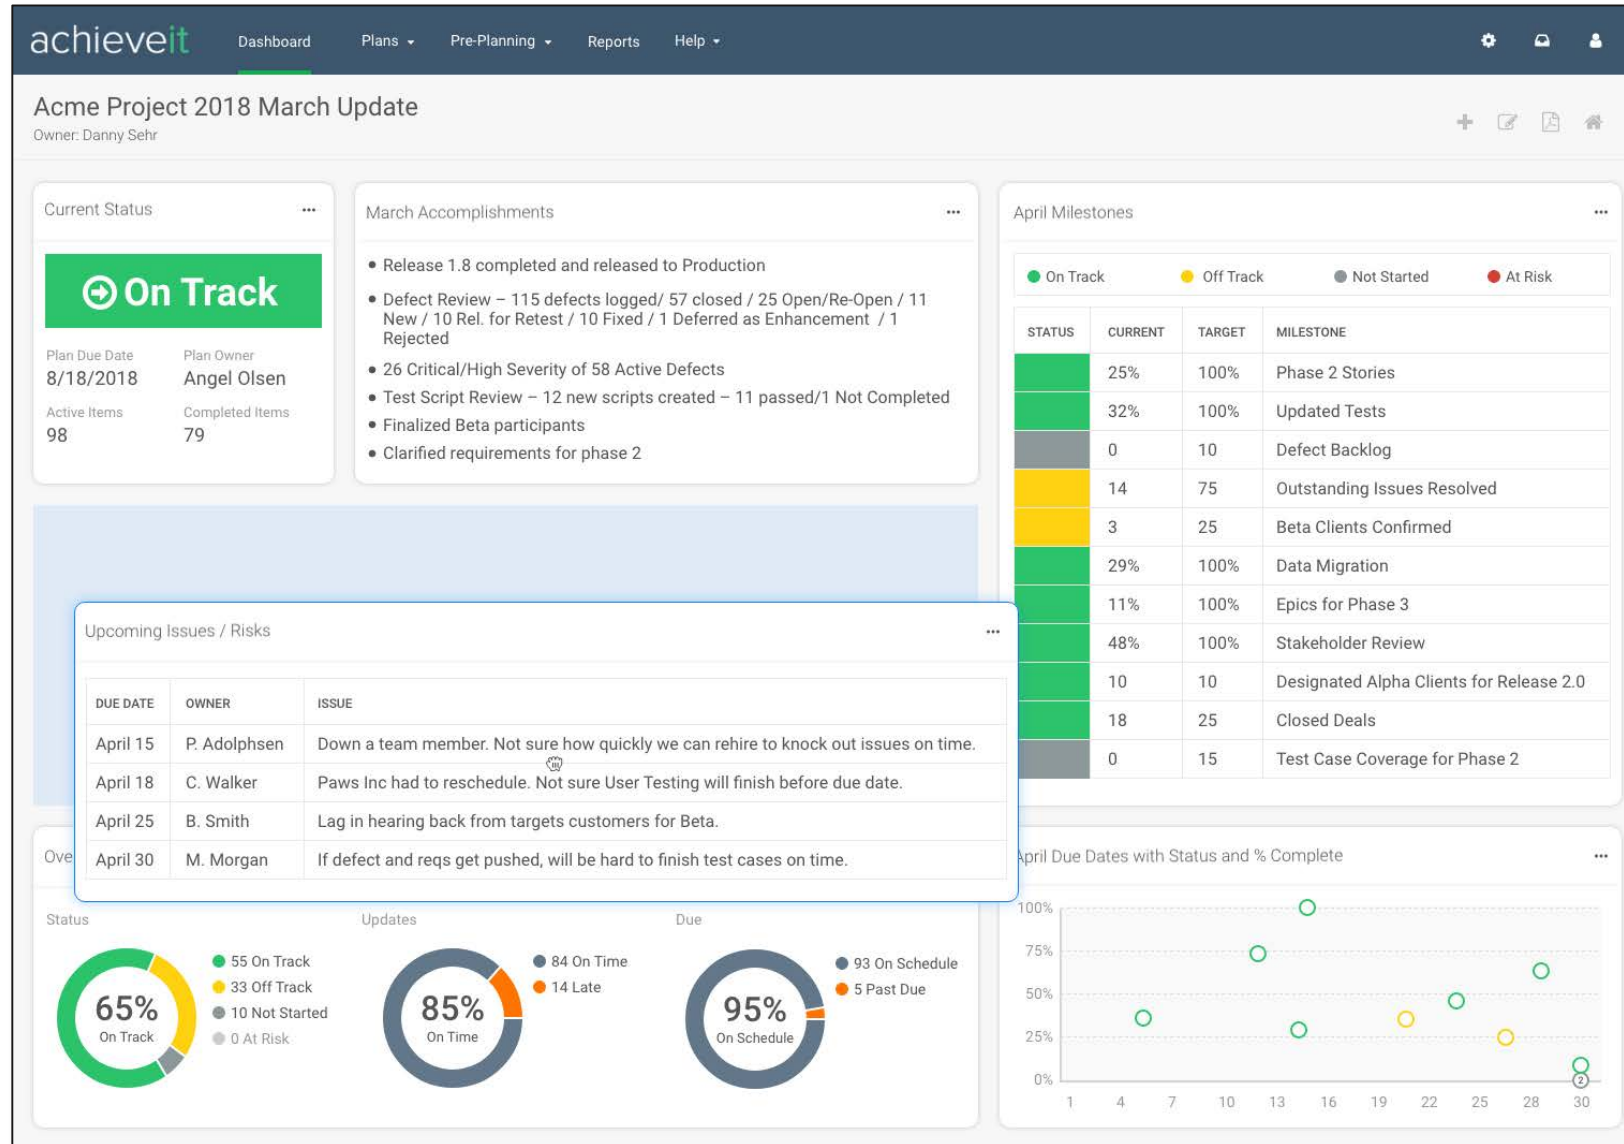 achieveit
Dashboard
Plans
Pre-Planning
Reports
Help
Acme Project 2018 March Update
Owner: Danny Sehr
Current Status
On Track
Plan Due Date
Plan Owner
8/18/2018
Angel Olsen
Active Items
Completed Items
98
79
March Accomplishments
Release 1.8 completed and released to Production
Defect Review – 115 defects logged/ 57 closed / 25 Open/Re-Open / 11
New / 10 Rel. for Retest / 10 Fixed / 1 Deferred as Enhancement / 1
Rejected
26 Critical/High Severity of 58 Active Defects
Test Script Review – 12 new scripts created – 11 passed/1 Not Completed
Finalized Beta participants
Clarified requirements for phase 2
April Milestones
On Track Off Track Not Started At Risk
STATUS CURRENT TARGET MILESTONE
25% 100% Phase 2 Stories
32% 100% Updated Tests
0 10 Defect Backlog
14 75 Outstanding Issues Resolved
3 25 Beta Clients Confirmed
29% 100% Data Migration
11% 100% Epics for Phase 3
48% 100% Stakeholder Review
10 10 Designated Alpha Clients for Release 2.0
18 25 Closed Deals
0 15 Test Case Coverage for Phase 2
Upcoming Issues / Risks
DUE DATE OWNER ISSUE
April 15 P. Adolphsen Down a team member. Not sure how quickly we can rehire to knock out issues on time.
April 18 C. Walker Paws Inc had to reschedule. Not sure User Testing will finish before due date.
April 25 B. Smith Lag in hearing back from targets customers for Beta.
April 30 M. Morgan If defect and reqs get pushed, will be hard to finish test cases on time.
Ove
Status
65%
On Track
55 On Track
33 Off Track
10 Not Started
0 At Risk
Updates
85%
On Time
84 On Time
14 Late
Due
95%
On Schedule
93 On Schedule
5 Past Due
April Due Dates with Status and % Complete
100%
75%
50%
25%
0%
2
1 4 7 10 13 16 19 22 25 28 30